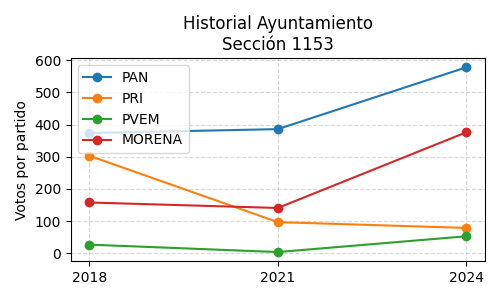 Historial Ayuntamiento
Sección 1153
Votos por partido
600
500
400
300
200
100
0
PAN
PRI
PVEM
MORENA
2018
2021
2024